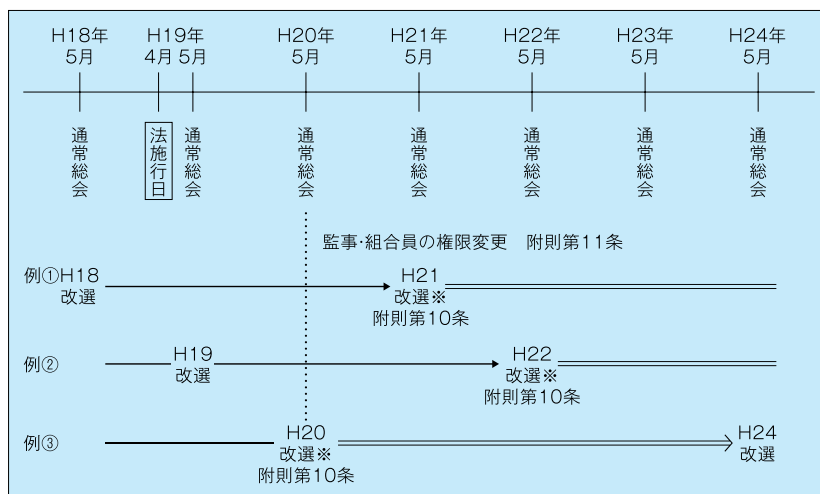 H18年
5月
H19年
4月 5月
H20年
5月
H21年
5月
H22年
5月
H23年
5月
H24年
5月
通常総会
法施行日
通常総会
通常総会
通常総会
通常総会
通常総会
通常総会
監事・組合員の権限変更　附則第11条
例①H18
改選
H21
改選※
附則第10条
例②
H19
改選
H22
改選※
附則第10条
例③
H20
改選※
附則第10条
H24
改選